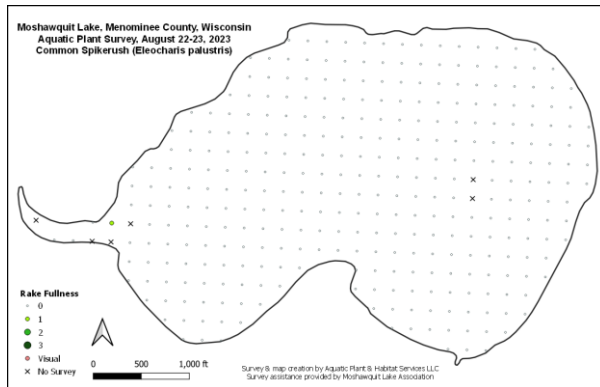 Moshawquit Lake, Menominee County, Wisconsin
Aquatic Plant Survey, August 22-23, 2023
Common Spikerush (Eleocharis palustris)
Rake Fullness
0
1
2
3
Visual
No Survey
0 500 1,000 ft
Survey & map creation by Aquatic Plant & Habitat Services LLC
Survey assistance provided by Moshawquit Lake Association